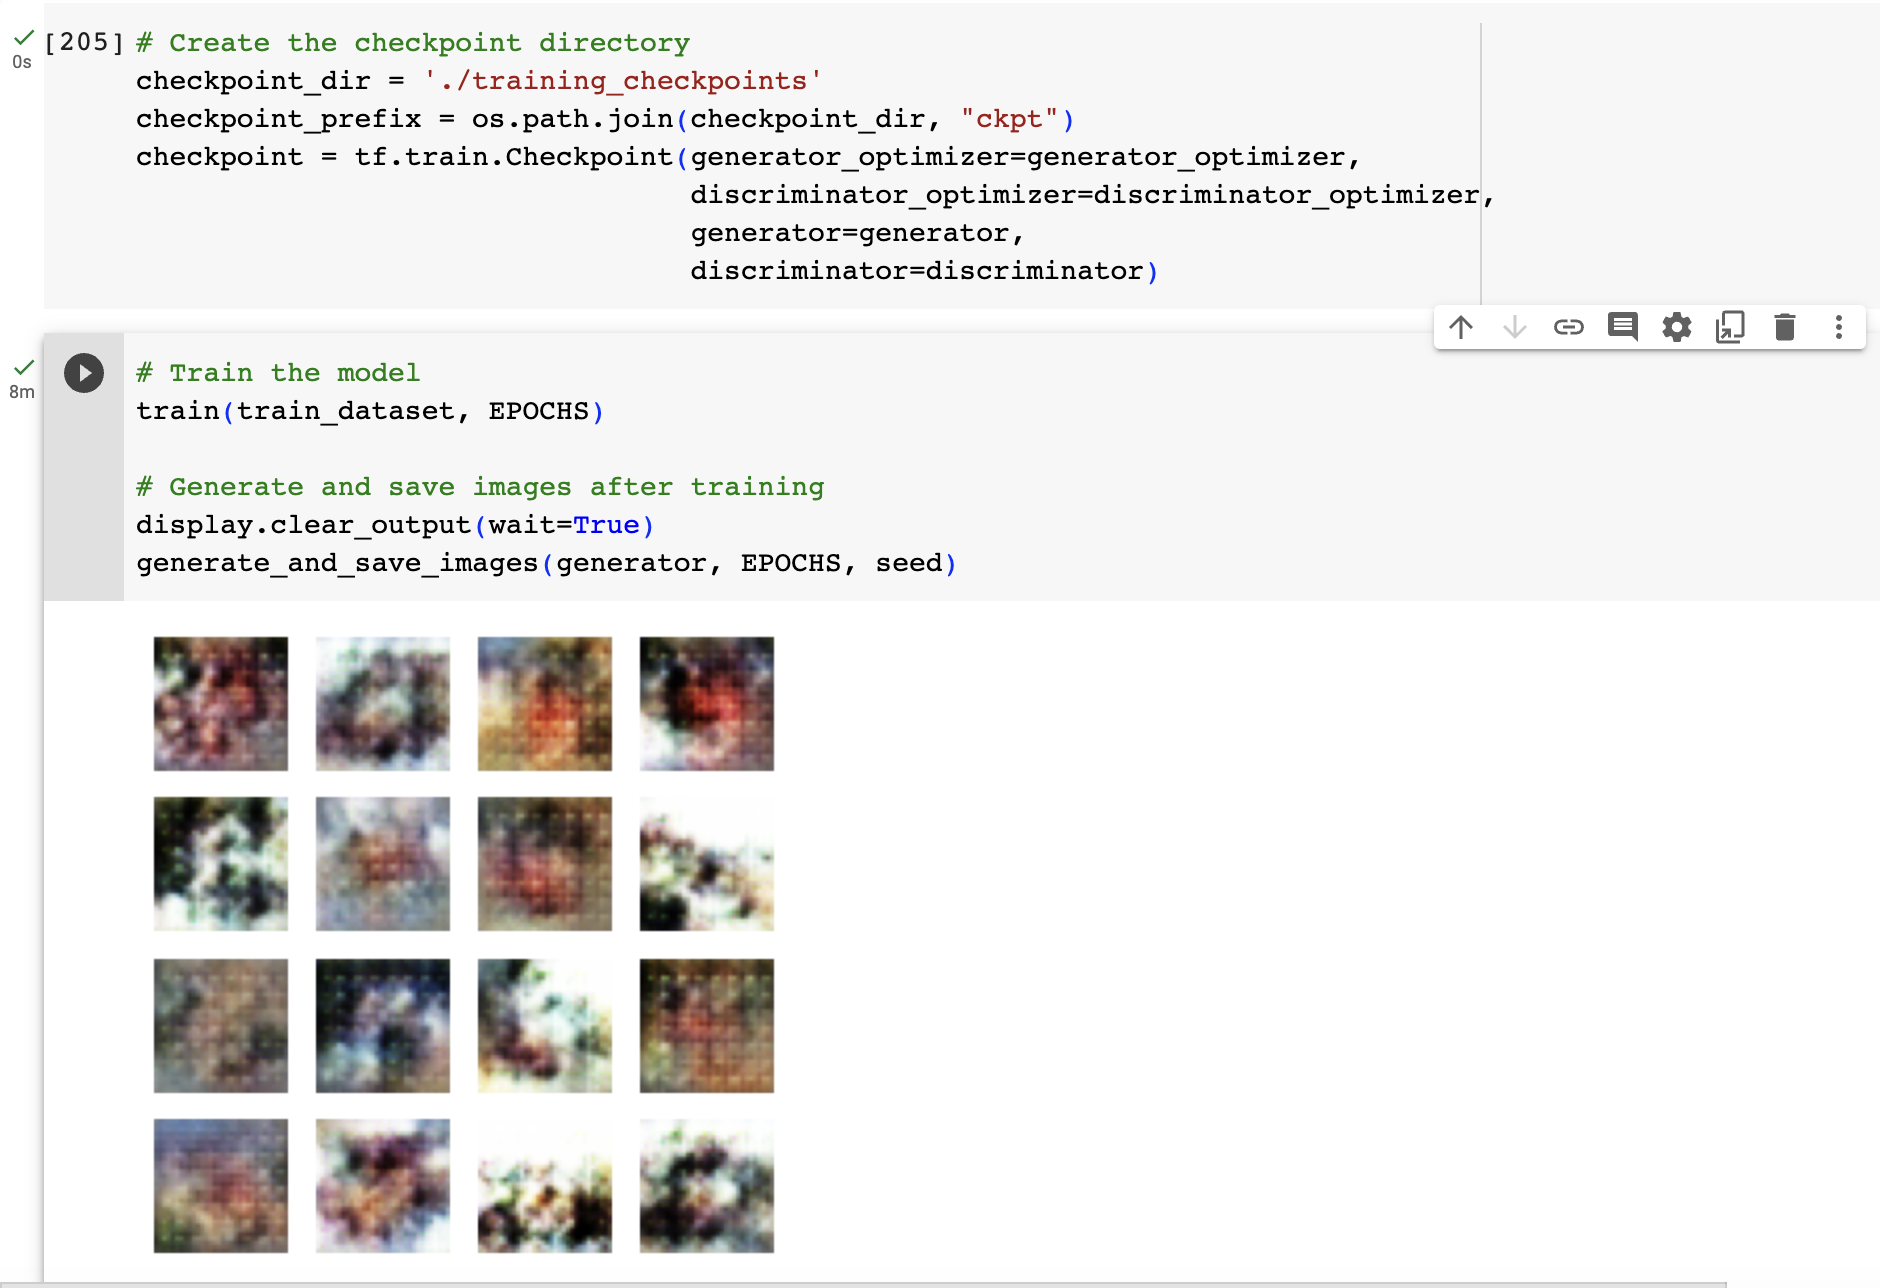 [205] # Create the checkpoint directory
0s
checkpoint_dir = './training_checkpoints'
checkpoint_prefix = os.path.join(checkpoint_dir, "ckpt")
checkpoint = tf.train.Checkpoint(generator_optimizer=generator_optimizer,
discriminator_optimizer=discriminator_optimizer,
generator=generator,
discriminator=discriminator)
# Train the model
8m
train(train_dataset, EPOCHS)
# Generate and save images after training
display.clear_output(wait=True)
generate_and_save_images(generator, EPOCHS, seed)